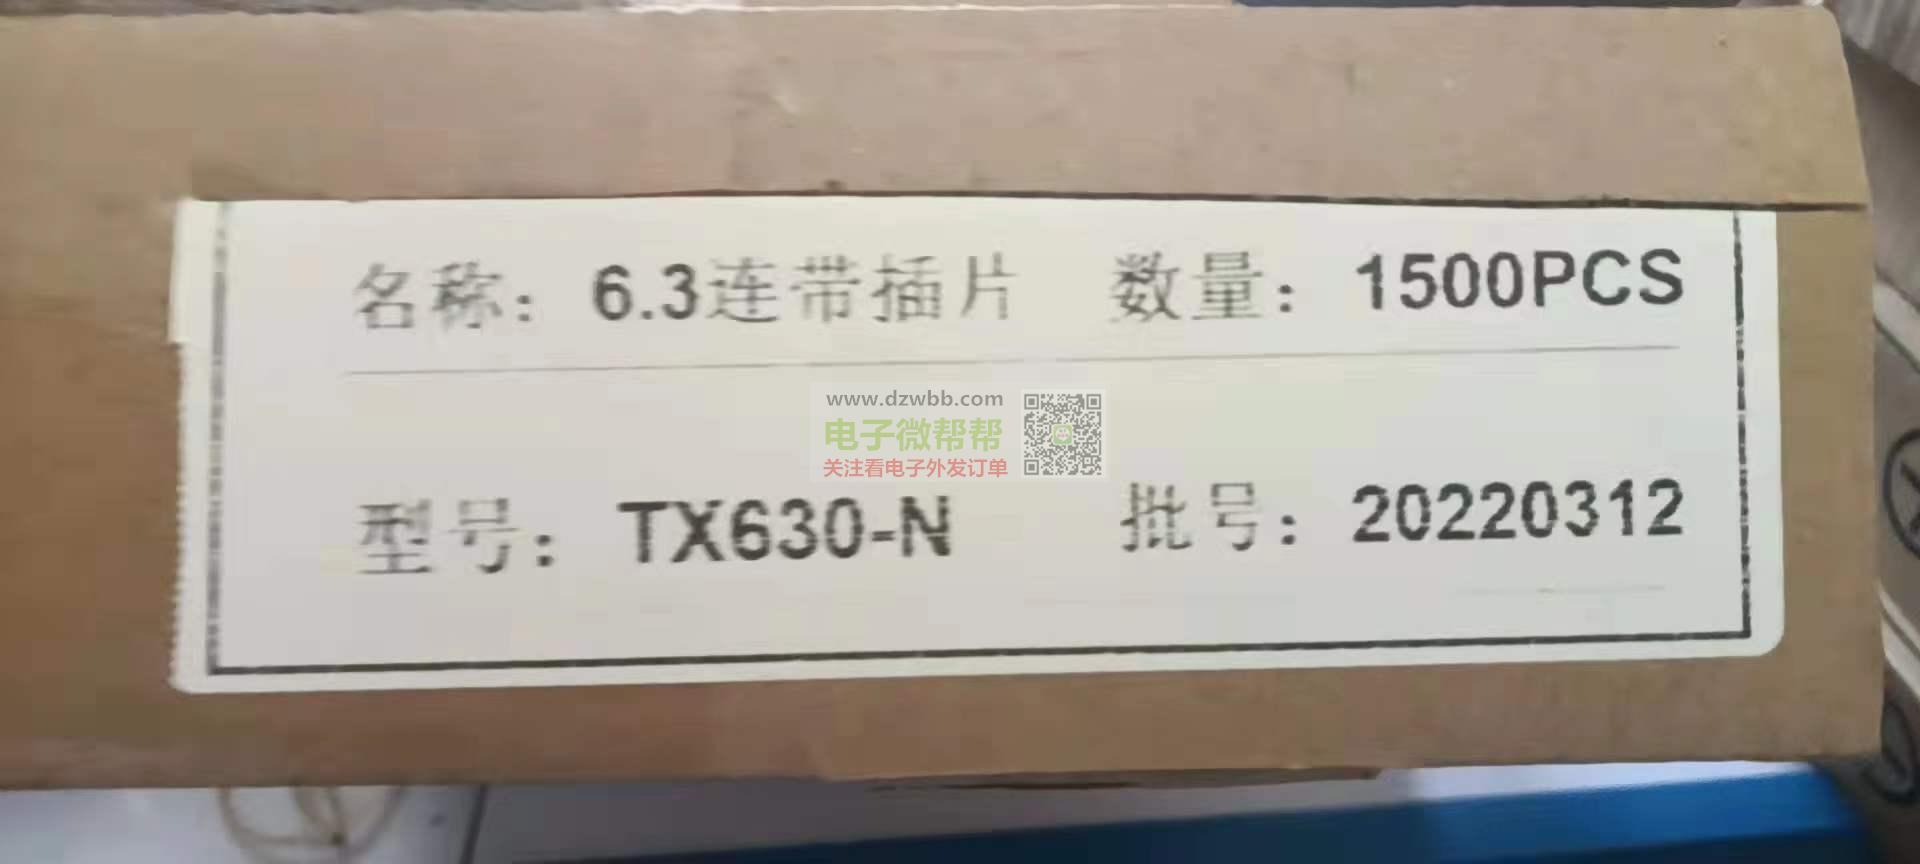 名称：6.3连带插片 数量：1500PCS
www.dzwbb.com
电子微帮帮
关注看电子外发订单
型号：TX630-N 批号：20220312